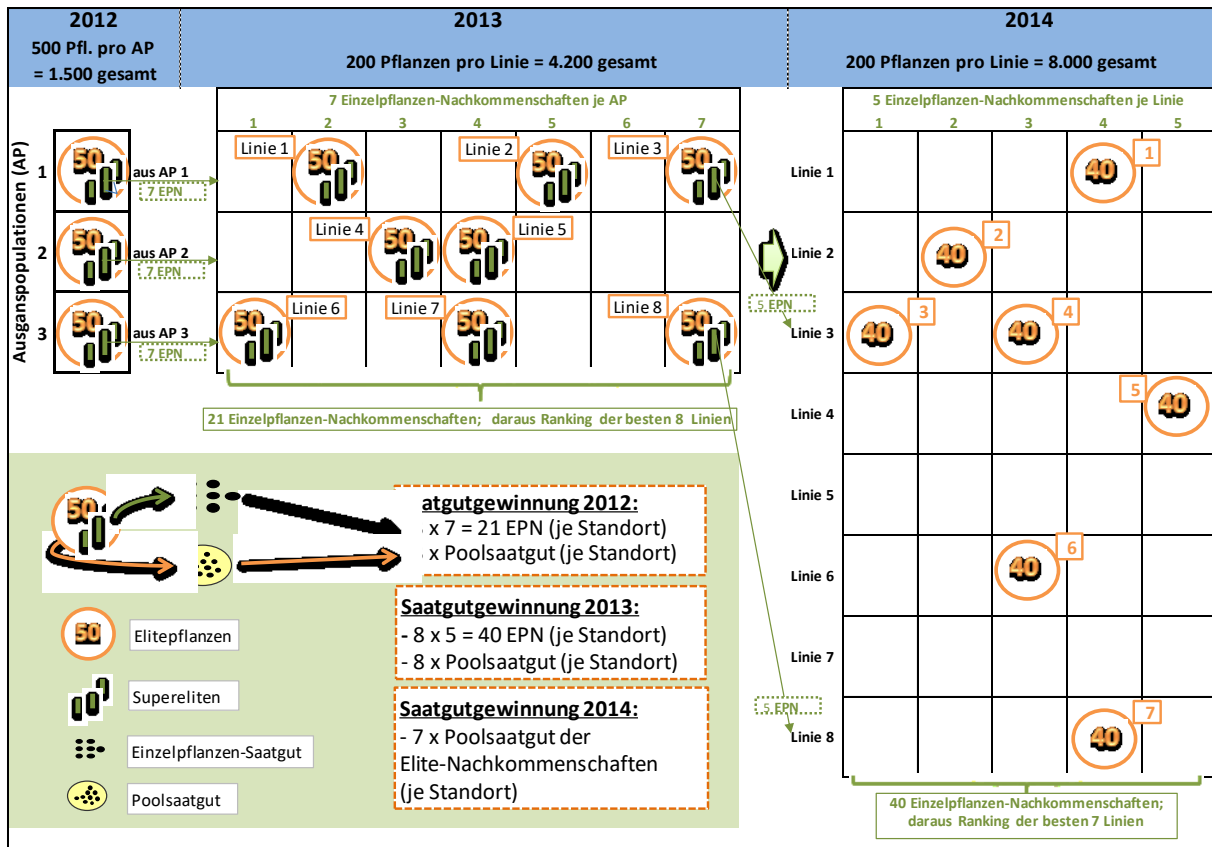 2012
500 Pfl. pro AP
= 1.500 gesamt
2013
200 Pflanzen pro Linie = 4.200 gesamt
2014
200 Pflanzen pro Linie = 8.000 gesamt
7 Einzelpflanzen-Nachkommenschaften je AP
1 2 3 4 5 6 7
5 Einzelpflanzen-Nachkommenschaften je Linie
1 2 3 4 5
Ausganspopulationen (AP)
1
50
aus AP 1
7 EPN
Linie 1
50
Linie 2
50
Linie 3
50
2
50
aus AP 2
7 EPN
Linie 4
50
50
Linie 5
3
50
aus AP 3
7 EPN
50
Linie 6
Linie 7
50
Linie 8
50
21 Einzelpflanzen-Nachkommenschaften; daraus Ranking der besten 8 Linien
5 EPN
5 EPN
Linie 1
40
1
Linie 2
40
2
Linie 3
40
3
40
4
Linie 4
5
40
Linie 5
Linie 6
40
6
Linie 7
Linie 8
40
7
40 Einzelpflanzen-Nachkommenschaften;
daraus Ranking der besten 7 Linien
50
atgutgewinnung 2012:
x 7 = 21 EPN (je Standort)
x Poolsaatgut (je Standort)
Saatgutgewinnung 2013:
- 8 x 5 = 40 EPN (je Standort)
- 8 x Poolsaatgut (je Standort)
Saatgutgewinnung 2014:
- 7 x Poolsaatgut der
Elite-Nachkommenschaften
(je Standort)
50
Elitepflanzen
Supereliten
Einzelpflanzen-Saatgut
Poolsaatgut